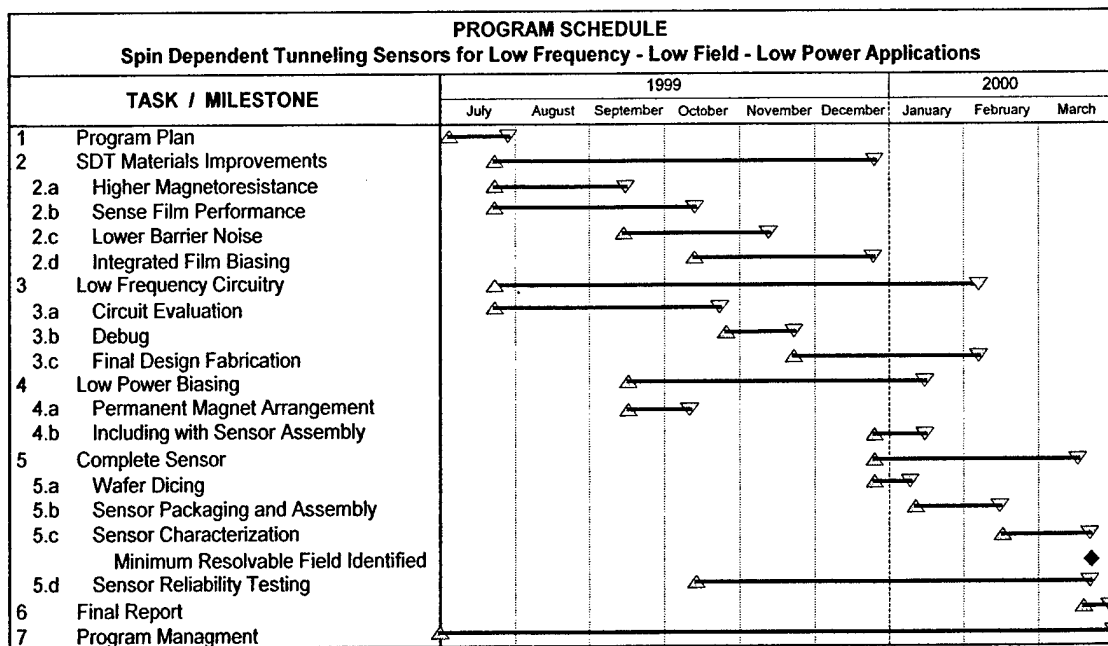 PROGRAM SCHEDULE
Spin Dependent Tunneling Sensors for Low Frequency - Low Field - Low Power Applications
TASK / MILESTONE
1999 2000
July August September October November December January February March
1 Program Plan
2 SDT Materials Improvements
2.a Higher Magnetoresistance
2.b Sense Film Performance
2.c Lower Barrier Noise
2.d Integrated Film Biasing
3 Low Frequency Circuitry
3.a Circuit Evaluation
3.b Debug
3.c Final Design Fabrication
4 Low Power Biasing
4.a Permanent Magnet Arrangement
4.b Including with Sensor Assembly
5 Complete Sensor
5.a Wafer Dicing
5.b Sensor Packaging and Assembly
5.c Sensor Characterization
Minimum Resolvable Field Identified
5.d Sensor Reliability Testing
6 Final Report
7 Program Managment